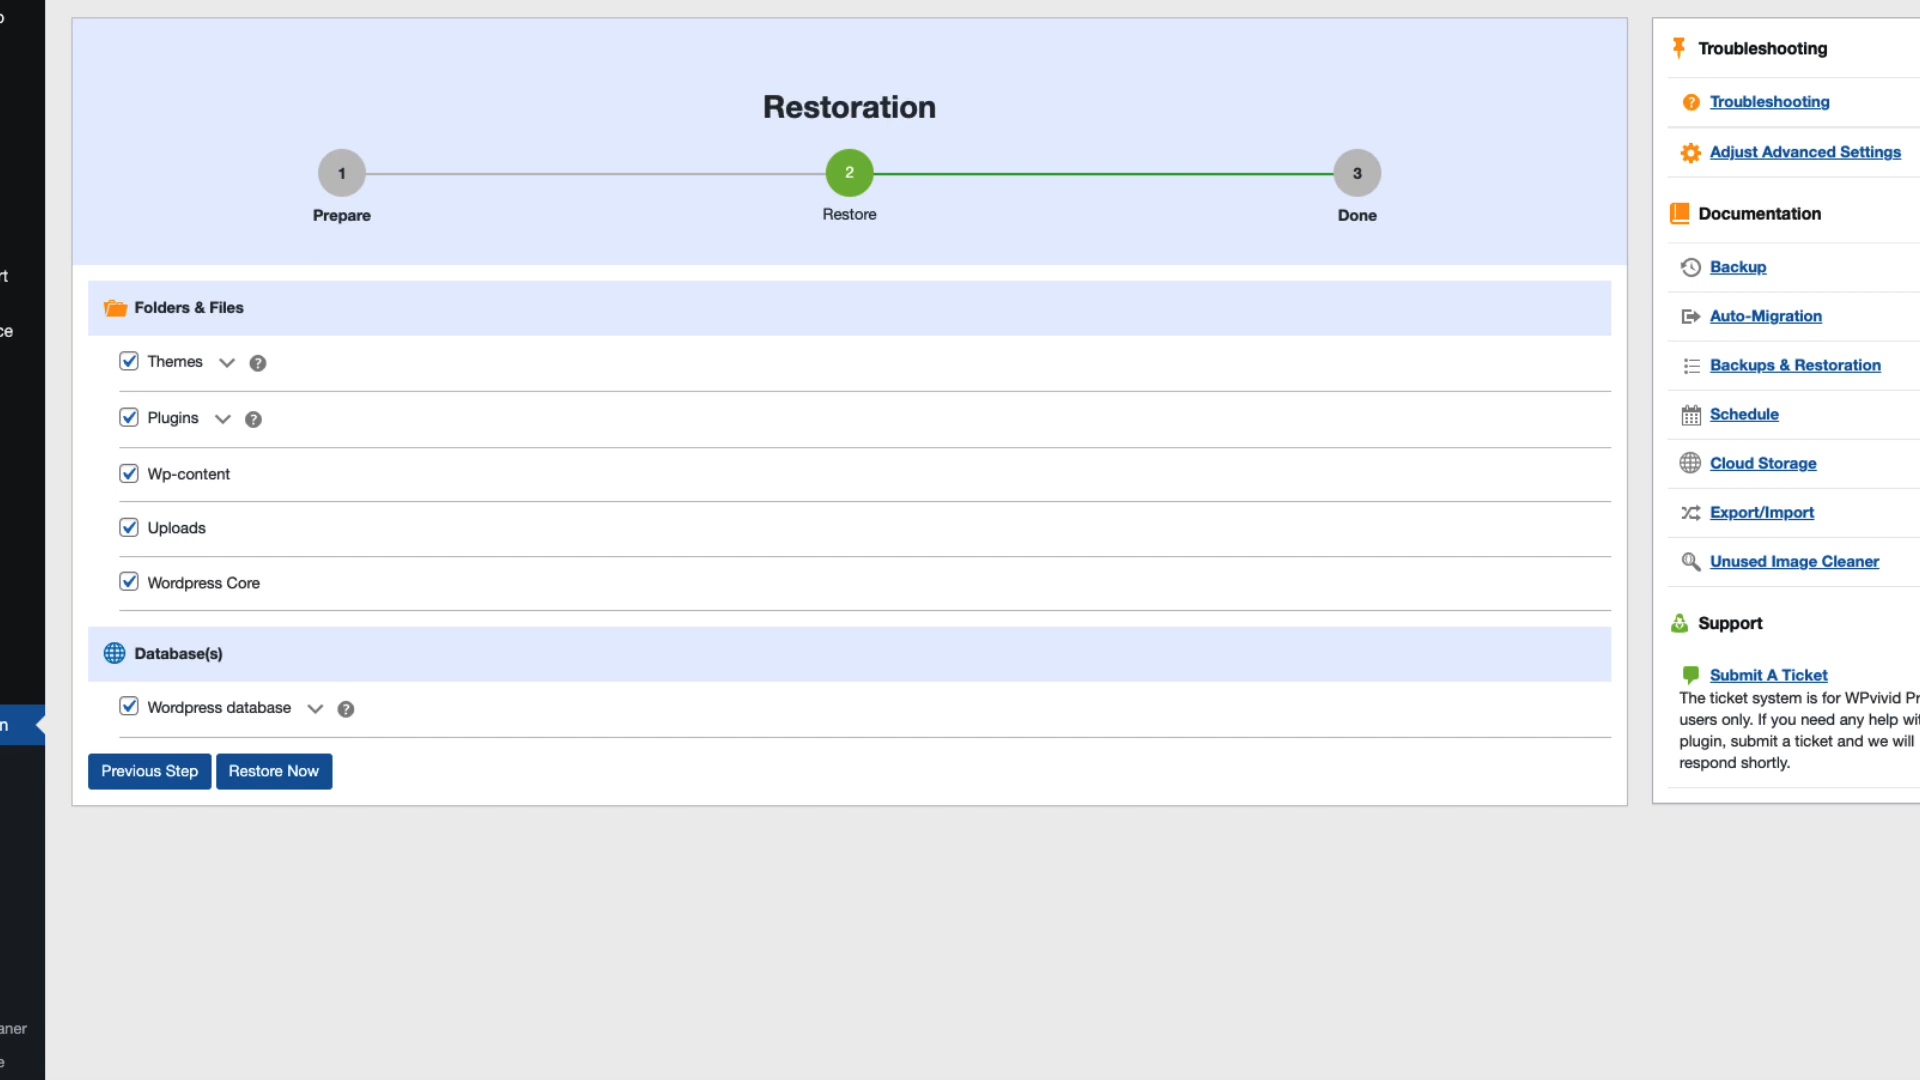 Restoration
1
2
3
Prepare
Restore
Done
Folders & Files
Themes
Plugins
Wp-content
Uploads
Wordpress Core
Database(s)
Wordpress database
Previous Step
Restore Now
Troubleshooting
Troubleshooting
Adjust Advanced Settings
Documentation
Backup
Auto-Migration
Backups & Restoration
Schedule
Cloud Storage
Export/Import
Unused Image Cleaner
Support
Submit A Ticket
The ticket system is for WPvivid Pr
users only. If you need any help wit
plugin, submit a ticket and we will
respond shortly.